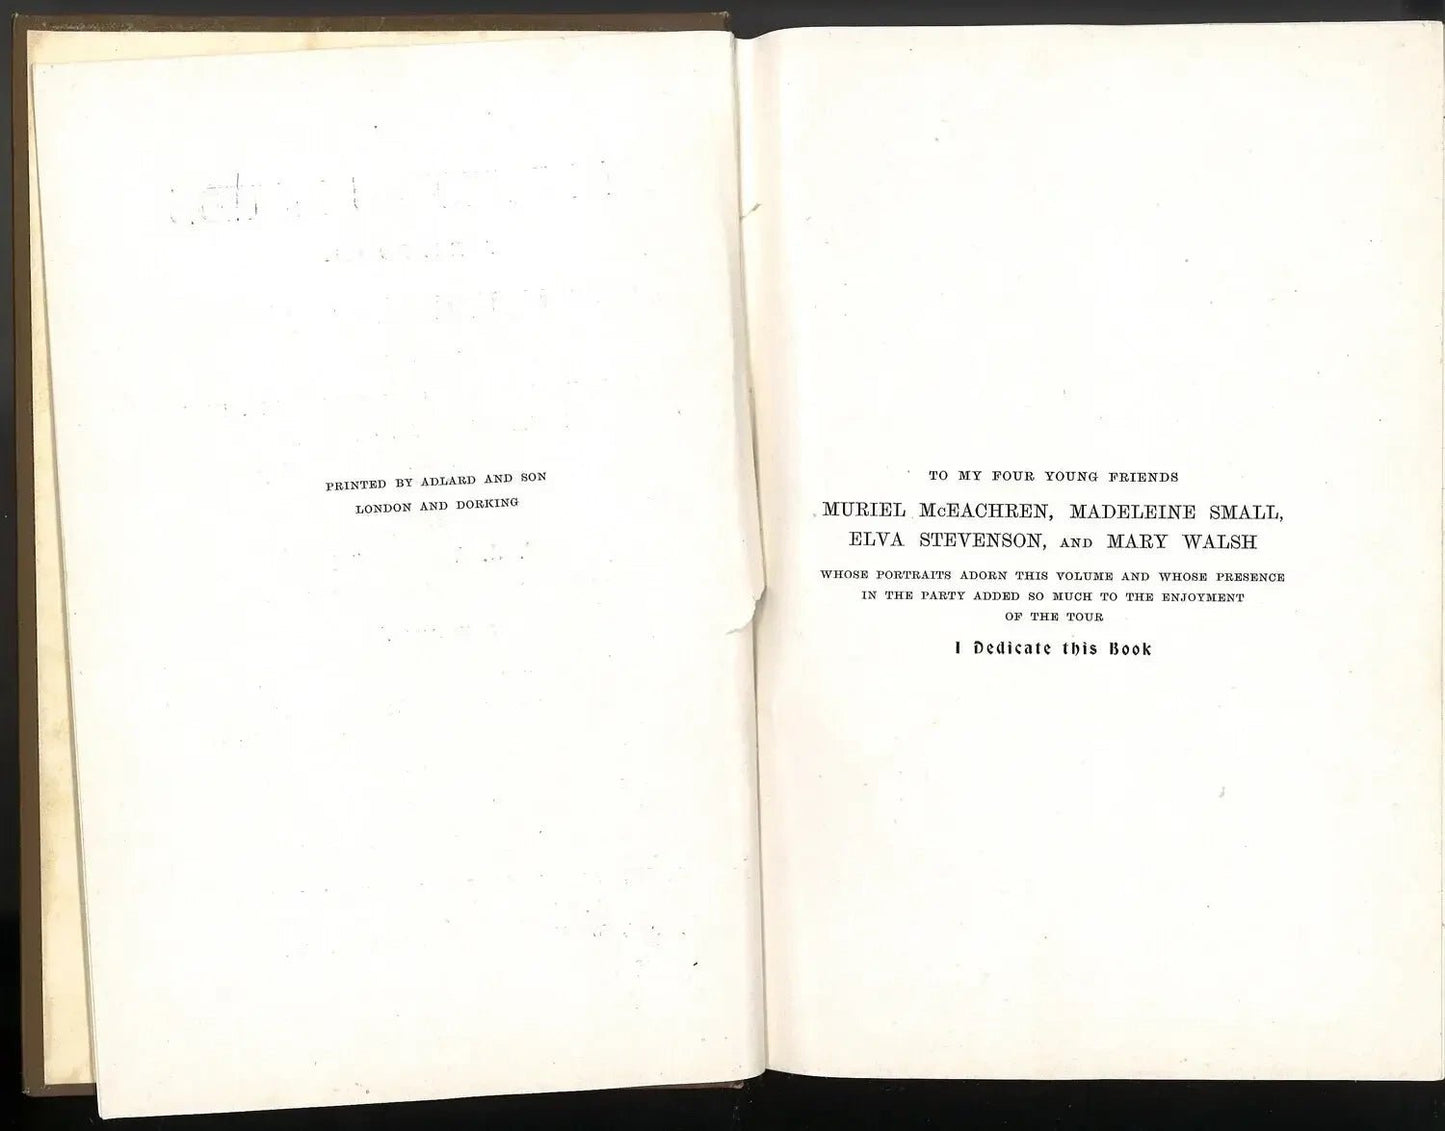 PRINTED BY ADLARD AND SON
LONDON AND DORKING
TO MY FOUR YOUNG FRIENDS
MURIEL McEACHREN, MADELEINE SMALL,
ELVA STEVENSON, AND MARY WALSH
WHOSE PORTRAITS ADORN THIS VOLUME AND WHOSE PRESENCE
IN THE PARTY ADDED SO MUCH TO THE ENJOYMENT
OF THE TOUR
I Dedicate this Book